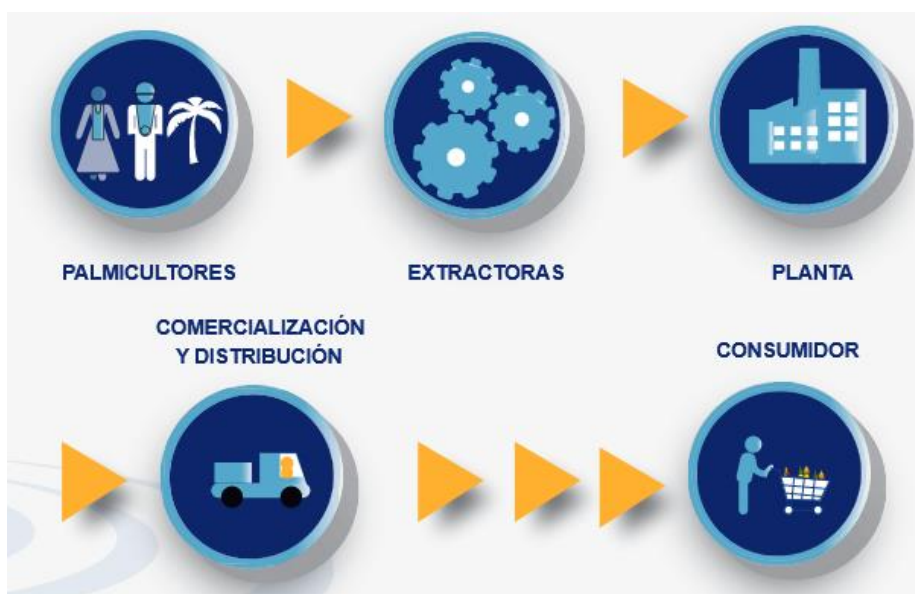 PALMICULTORES
EXTRACTORAS
PLANTA
COMERCIALIZACIÓN
Y DISTRIBUCIÓN
CONSUMIDOR